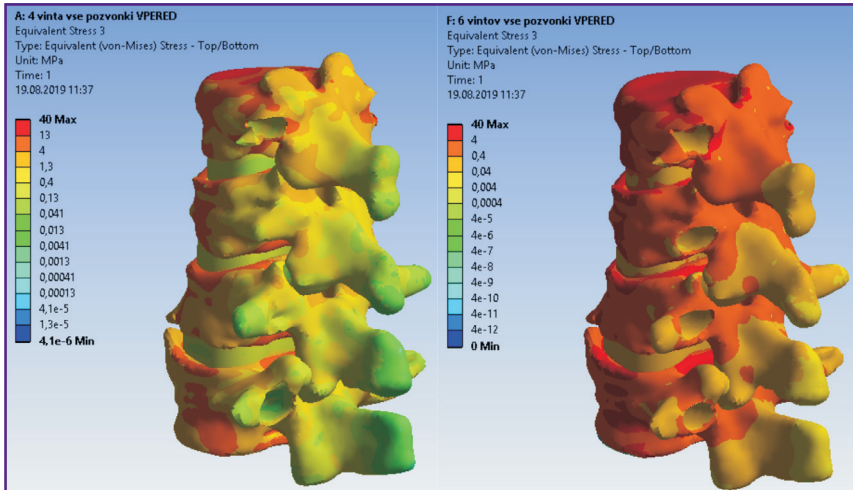 A: 4 vinta vse pozvonki VPERED
Equivalent Stress 3
Type: Equivalent (von-Mises) Stress - Top/Bottom
Unit: MPa
Time: 1
19.08.2019 11:37
40 Max
13
4
1,3
0,4
0,13
0,041
0,013
0,0041
0,0013
0,00041
0,00013
4,1e-5
1,3e-5
4,1e-6 Min
F: 6 vintov vse pozvonki VPERED
Equivalent Stress 3
Type: Equivalent (von-Mises) Stress - Top/Bottom
Unit: MPa
Time: 1
19.08.2019 11:37
40 Max
4
0,4
0,04
0,004
0,0004
4e-5
4e-6
4e-7
4e-8
4e-9
4e-10
4e-11
4e-12
0 Min